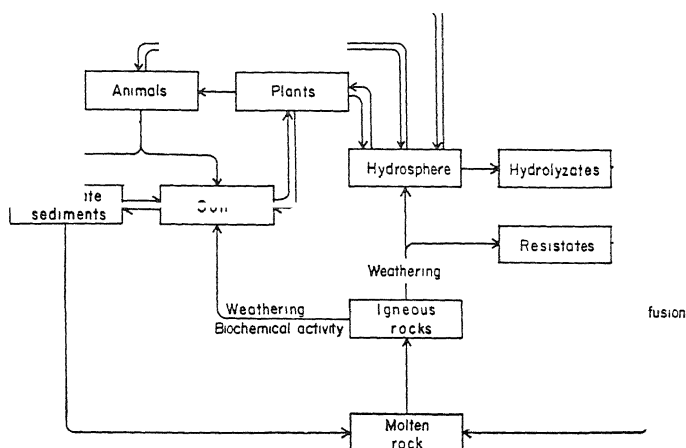 Animals
Plants
Hydrosphere
Hydrolyzates
sediments
Resistates
Weathering
Weathering
Biochemical activity
Igneous
rocks
fusion
Molten
rock